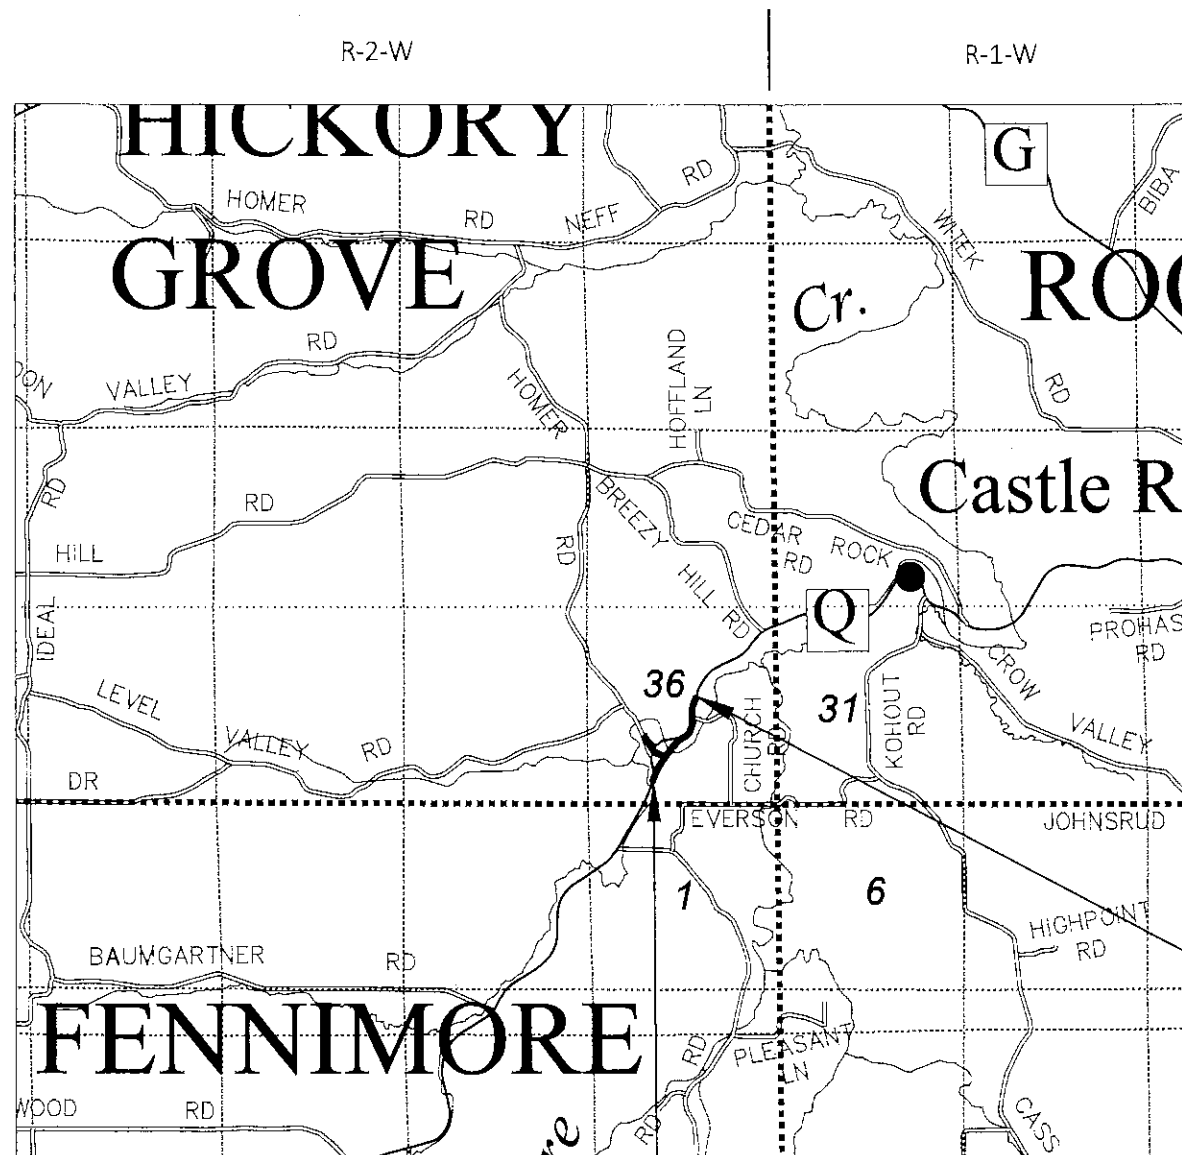 R-2-W
R-1-W
HICKORY
G
BIBA
RD
HOMER
RD
NEFF
WITEK
GROVE
Cr.
RD
HOFFLAND
LN
VALLEY
HOMER
RD
RD
RD
Castle R
BREEZY
CEDAR ROCK
RD
RD
HILL
HILL RD
Q
IDEAL
PROHAS
RD
CROW
36
31
LEVEL
VALLEY
RD
CHURCH
RD
KOHOUT
RD
VALLEY
DR
EVERSON
RD
JOHNSRUD
1
6
HIGHPOINT
RD
BAUMGARTNER
RD
FENNIMORE
RD
PLEASANT
LN
WOOD
RD
RD
CASS